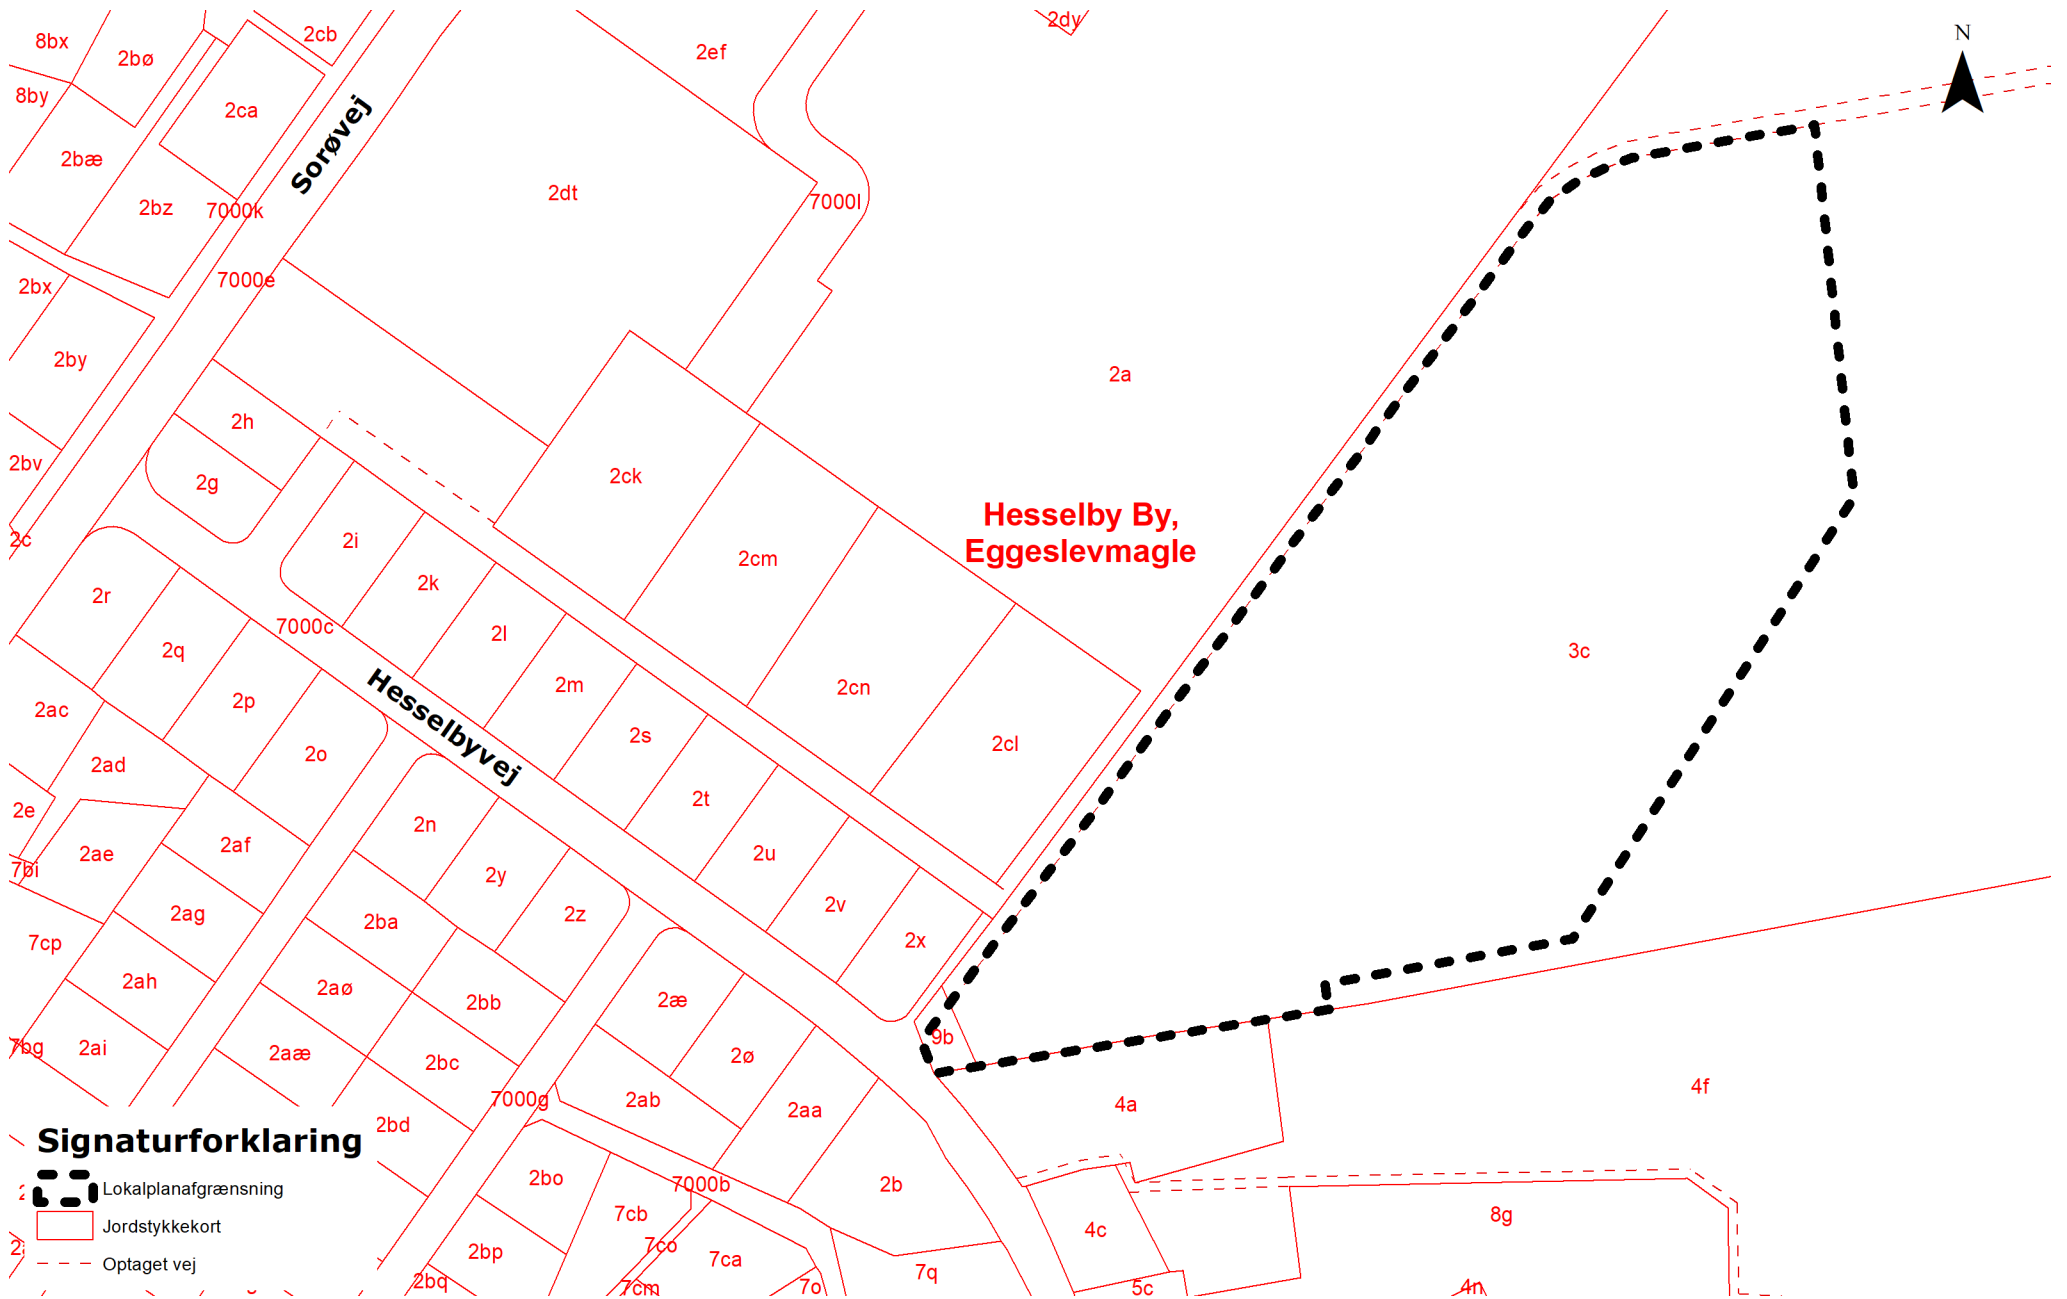 8bx
2bø
2cb
2ef
2dy
N
8by
2ca
Sorøvej
2bæ
2dt
2bz
7000k
7000l
7000e
2bx
2by
2a
2h
2bv
2g
2ck
Hesselby By,
Eggeslevmagle
2c
2i
2k
2cm
2r
7000c
2l
2q
2m
2cn
3c
2p
2ac
Hesselbyvej
2s
2o
2cl
2ad
2t
2e
2n
2af
2ae
2u
7bi
2y
2ag
2ba
2z
2v
7cp
2x
2ah
2aø
2bb
2æ
9b
7bg
2ai
2aæ
2bc
2ø
4f
7000g
2ab
2aa
4a
2bd
Signaturforklaring
2bo
7000b
2b
Lokalplanafgrænsning
7cb
8g
Jordstykkekort
4c
7co
2bp
7ca
Optaget vej
7q
2bq
7cm
7o
5c
4n